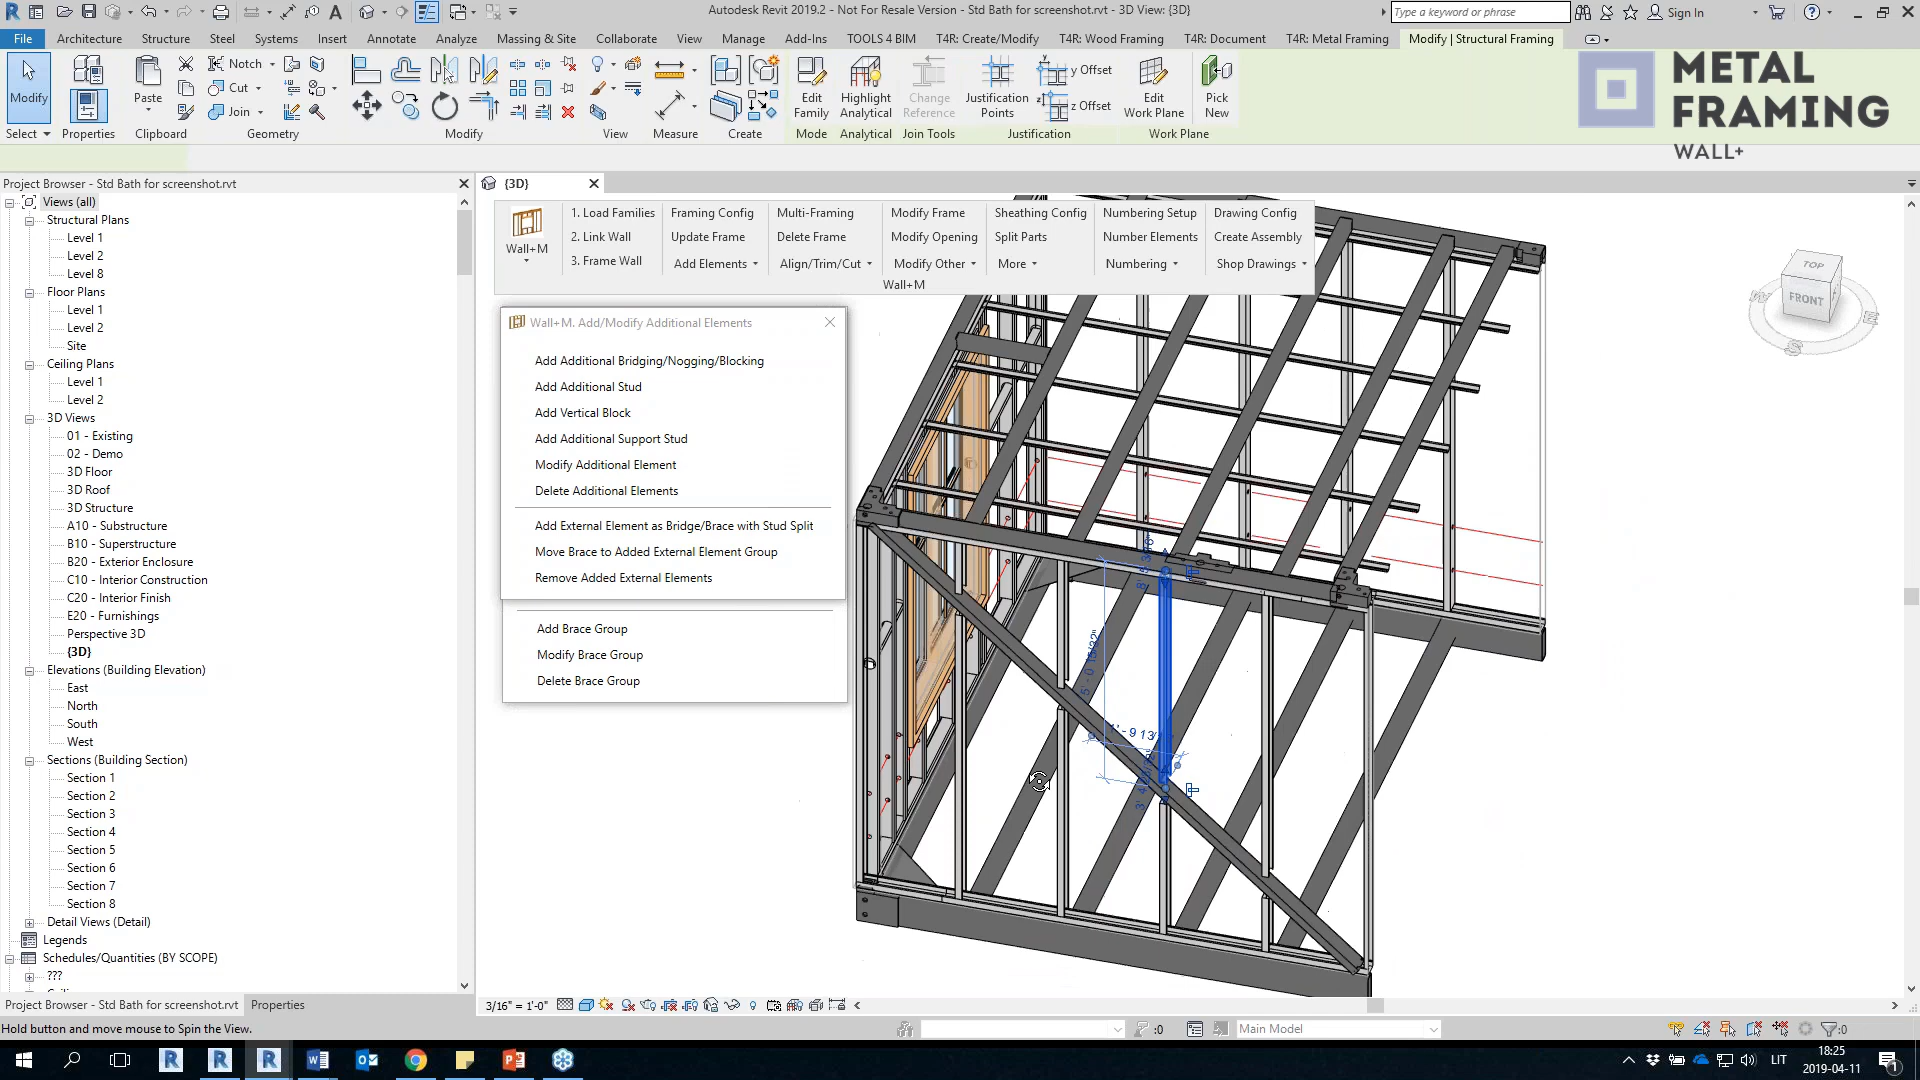 Autodesk Revit 2019.2 - Not For Resale Version - Std Bath for screenshot.rvt - 3D View: {3D}
Type a keyword or phrase
Sign In
File Architecture Structure Steel Systems Insert Annotate Analyze Massing & Site Collaborate View Manage Add-Ins TOOLS 4 BIM T4R: Create/Modify T4R: Wood Framing T4R: Document T4R: Metal Framing Modify | Structural Framing
Modify
Properties
Paste
Notch
Cut
Join
Edit Family
Highlight Analytical
Change Reference
Justification Points
y Offset
z Offset
Edit Work Plane
Pick New
Select Properties Clipboard Geometry Modify View Measure Create Mode Analytical Join Tools Justification Work Plane
METAL
FRAMING
WALL+
Project Browser - Std Bath for screenshot.rvt
Views (all)
Structural Plans
Level 1
Level 2
Level 8
Floor Plans
Level 1
Level 2
Site
Ceiling Plans
Level 1
Level 2
3D Views
01 - Existing
02 - Demo
3D Floor
3D Roof
3D Structure
A10 - Substructure
B10 - Superstructure
B20 - Exterior Enclosure
C10 - Interior Construction
C20 - Interior Finish
E20 - Furnishings
Perspective 3D
{3D}
Elevations (Building Elevation)
East
North
South
West
Sections (Building Section)
Section 1
Section 2
Section 3
Section 4
Section 5
Section 6
Section 7
Section 8
Detail Views (Detail)
Legends
Schedules/Quantities (BY SCOPE)
???
{3D}
Wall+M
1. Load Families Framing Config Multi-Framing Modify Frame Sheathing Config Numbering Setup Drawing Config
2. Link Wall Update Frame Delete Frame Modify Opening Split Parts Number Elements Create Assembly
3. Frame Wall Add Elements Align/Trim/Cut Modify Other More Numbering Shop Drawings
Wall+M
Wall+M. Add/Modify Additional Elements
Add Additional Bridging/Nogging/Blocking
Add Additional Stud
Add Vertical Block
Add Additional Support Stud
Modify Additional Element
Delete Additional Elements
Add External Element as Bridge/Brace with Stud Split
Move Brace to Added External Element Group
Remove Added External Elements
Add Brace Group
Modify Brace Group
Delete Brace Group
TOP
FRONT
W
S
E
5' - 0 15/32"
Project Browser - Std Bath for screenshot.rvt Properties
3/16" = 1'-0"
Hold button and move mouse to Spin the View.
:0
Main Model
:0
LIT
18:25
2019-04-11
1